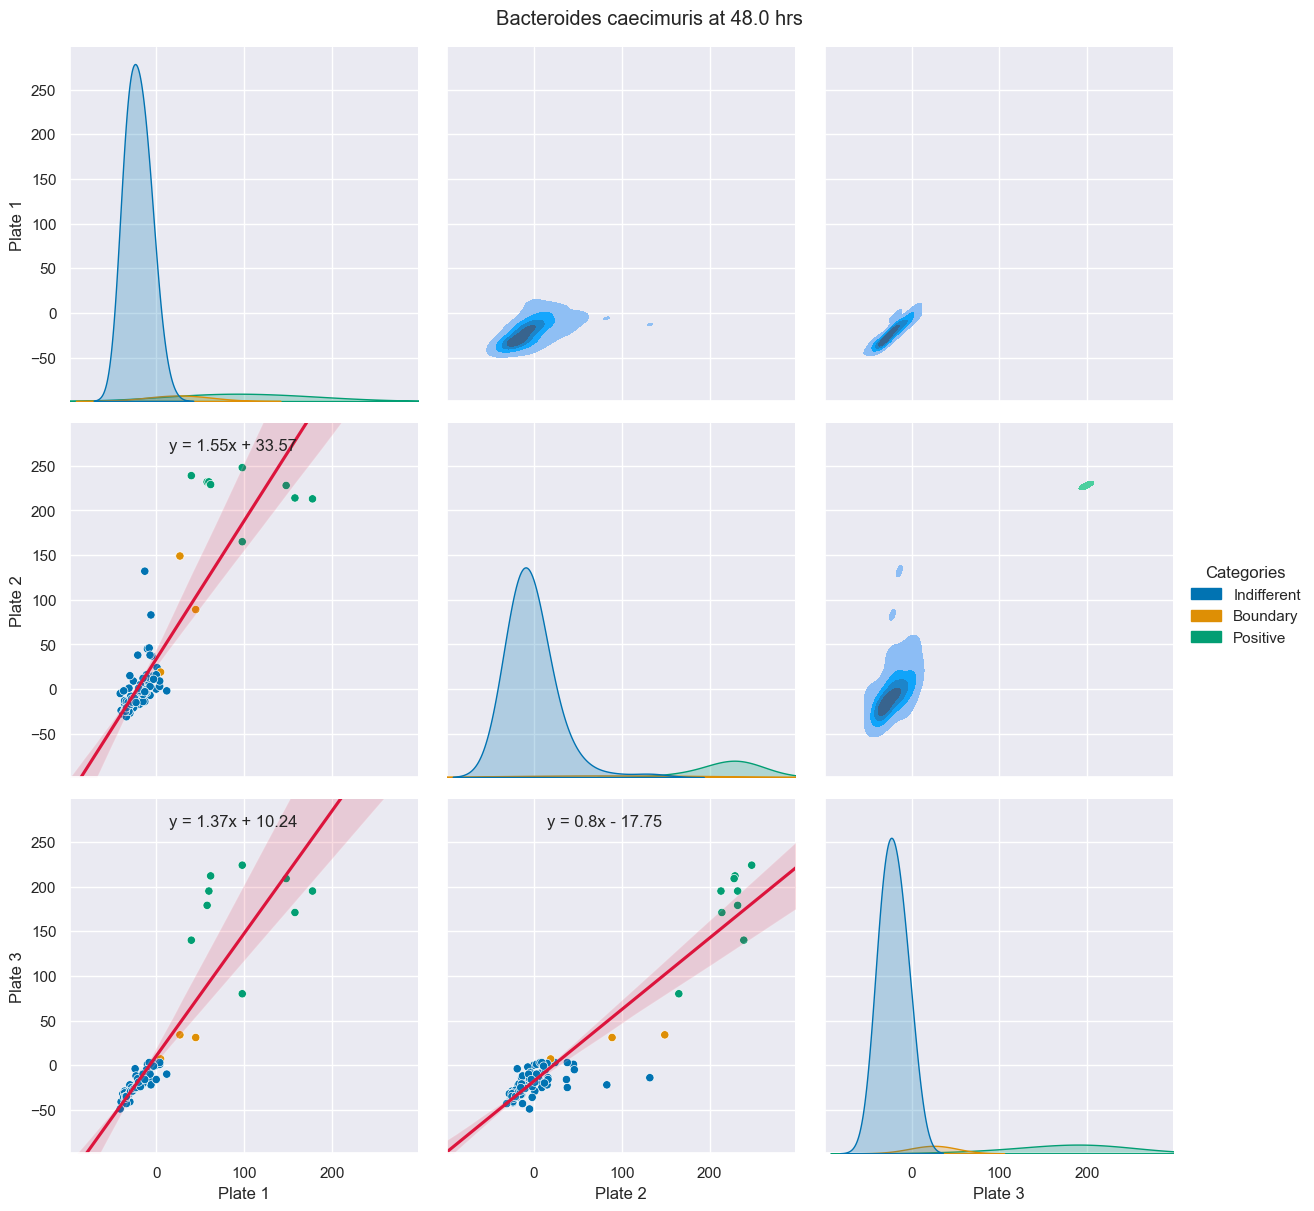 Bacteroides caecimuris at 48.0 hrs
250
200
150
100
50
0
−50
Plate 1
y = 1.55x + 33.57
250
200
150
100
50
0
−50
Plate 2
Categories
Indifferent
Boundary
Positive
y = 1.37x + 10.24
y = 0.8x - 17.75
250
200
150
100
50
0
−50
Plate 3
0 100 200
0 100 200
0 100 200
Plate 1
Plate 2
Plate 3